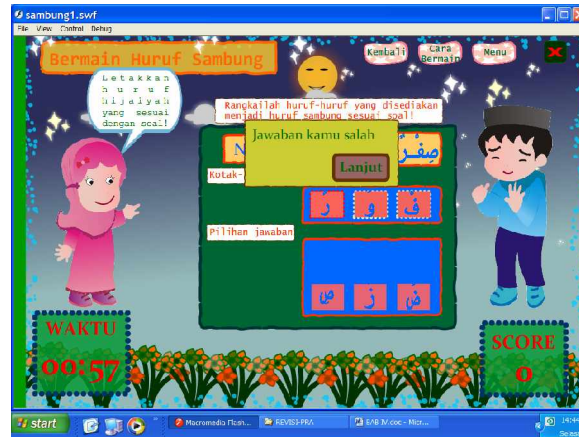 sambung1.swf
File View Control Debug
Bermain Huruf Sambung
Kembali
Cara
Bermain
Menu
X
Letakkan
huruf
hijaiyah
yang sesuai
dengan soal!
Rangkailah huruf-huruf yang disediakan
menjadi huruf sambung sesuai soal!
Jawaban kamu salah
Lanjut
Kotak-
Pilihan jawaban
WAKTU
00:57
SCORE
0
start
Macromedia Flash...
REVISI-PRA
BAB IV.doc - Micr...